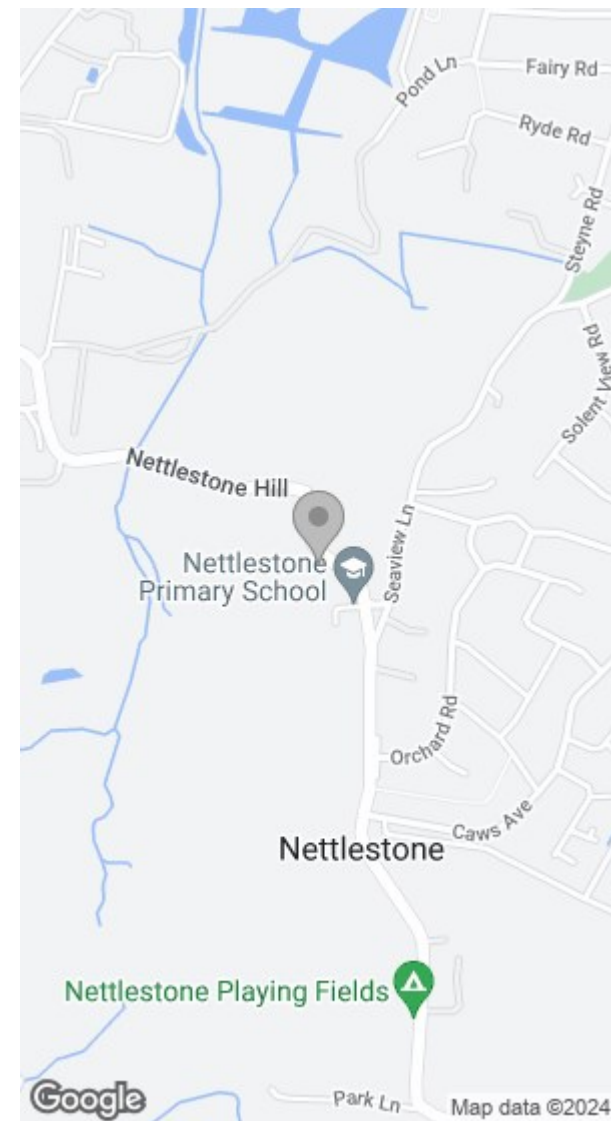 Pond Ln
Fairy Rd
Ryde Rd
Steyne Rd
Solent View Rd
Nettlestone Hill
Seaview Ln
Nettlestone
Primary School
Orchard Rd
Caws Ave
Nettlestone
Nettlestone Playing Fields
Park Ln
Google
Map data ©2024